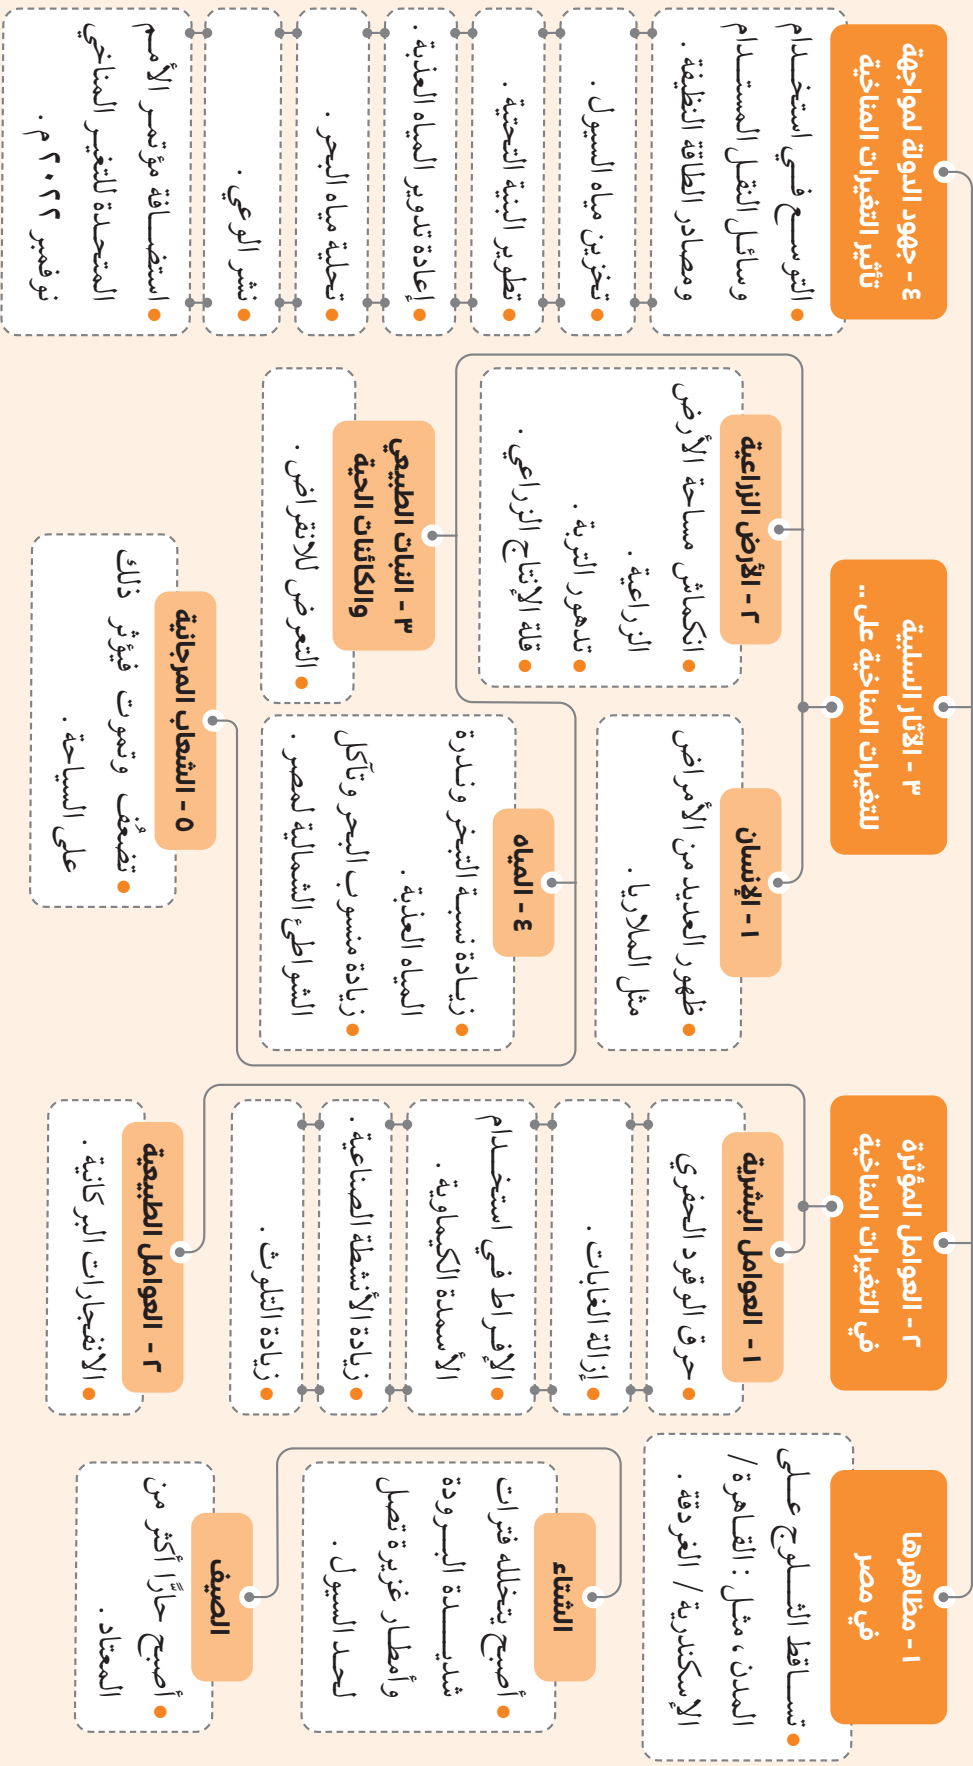 ١ - مظاهرها
في مصر
تساقط الثلوج على
المدن ، مثل : القاهرة /
الإسكندرية / الغردقة .
الشتاء
أصبح يتخلله فترات
شديدة البرودة
وأمطار غزيرة تصل
لحد السيول .
الصيف
أصبح حارًّا أكثر من
المعتاد .
٢ - العوامل المؤثرة
في التغيرات المناخية
١ - العوامل البشرية
حرق الوقود الحفري
إزالة الغابات .
الإفراط في استخدام
الأسمدة الكيماوية .
زيادة الأنشطة الصناعية .
زيادة التلوث .
٢ - العوامل الطبيعية
الانفجارات البركانية .
٣ - الآثار السلبية
للتغيرات المناخية على ..
١ - الإنسان
ظهور العديد من الأمراض
مثل الملاريا .
٢ - الأرض الزراعية
انكماش مساحة الأرض
الزراعية .
تدهور التربة .
قلة الإنتاج الزراعي .
٣ - النبات الطبيعي
والكائنات الحية
التعرض للانقراض .
٤ - المياه
زيادة نسبة التبخر وندرة
المياه العذبة .
زيادة منسوب البحر وتآكل
الشواطئ الشمالية لمصر .
٥ - الشعاب المرجانية
تضعُف وتموت فيؤثر ذلك
على السياحة .
٤ - جهود الدولة لمواجهة
تأثير التغيرات المناخية
التوسع في استخدام
وسائل النقل المستدام
ومصادر الطاقة النظيفة .
تخزين مياه السيول .
تطوير البنية التحتية .
إعادة تدوير المياه العذبة .
تحلية مياه البحر .
نشر الوعي .
استضافة مؤتمر الأمم
المتحدة للتغير المناخي
نوفمبر ٢٠٢٢ م .